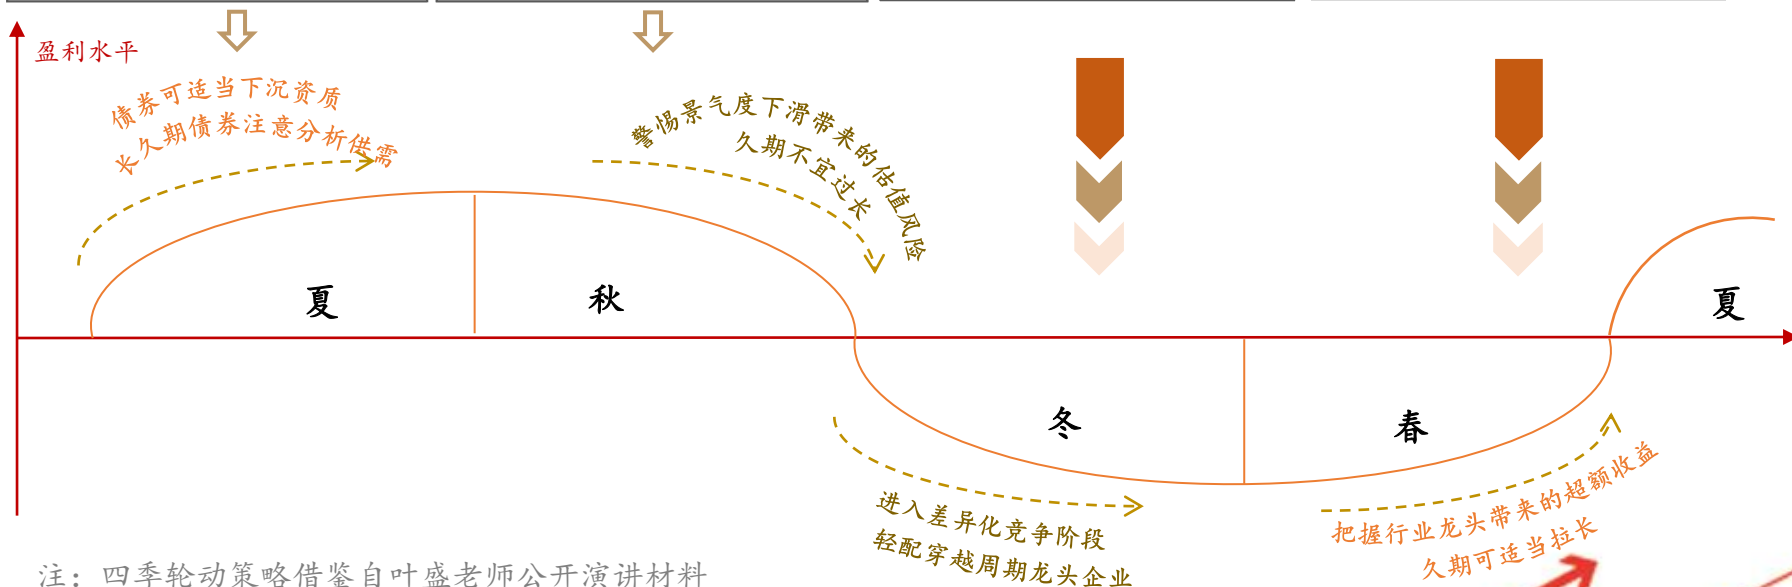 盈利水平
债券可适当下沉资质
长久期债券注意分析供需
警惕景气度下滑带来的估值风险
久期不宜过长
夏
秋
夏
冬
春
进入差异化竞争阶段
轻配穿越周期龙头企业
把握行业龙头带来的超额收益
久期可适当拉长
注：四季轮动策略借鉴自叶盛老师公开演讲材料